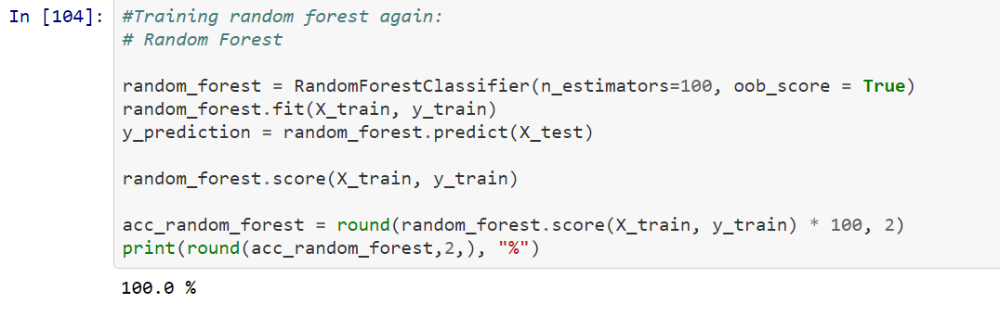 In [104]: #Training random forest again:
# Random Forest
random_forest = RandomForestClassifier(n_estimators=100, oob_score = True)
random_forest.fit(X_train, y_train)
y_prediction = random_forest.predict(X_test)
random_forest.score(X_train, y_train)
acc_random_forest = round(random_forest.score(X_train, y_train) * 100, 2)
print(round(acc_random_forest,2,), "%")
100.0 %